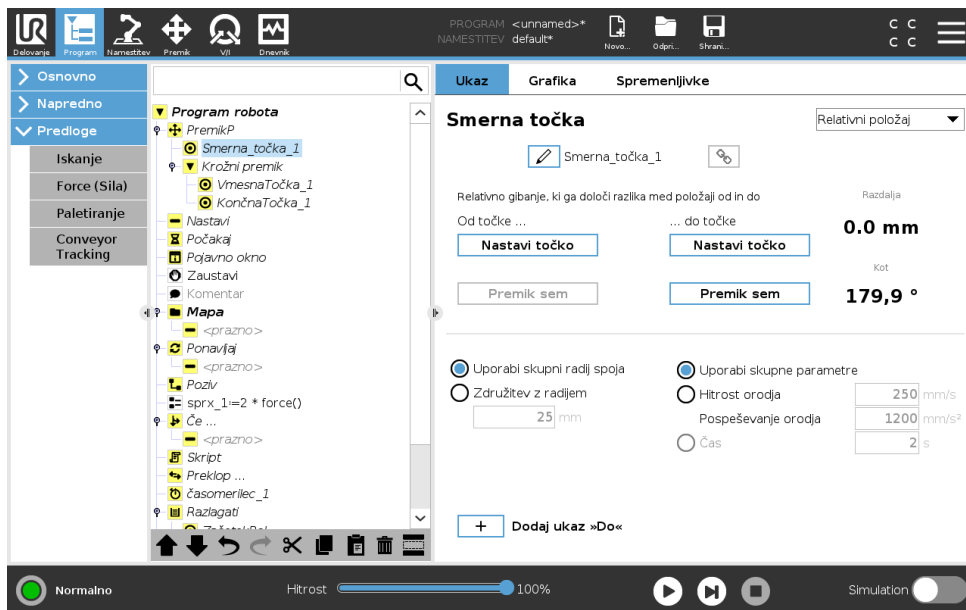 PROGRAM <unnamed>*
NAMESTITEV default*
Delovanje Program Namestitev Premik V/I Dnevnik Novo... Odpri... Shrani...
C C
C C
Osnovno
Napredno
Predloge
Iskanje
Force (Sila)
Paletiranje
Conveyor
Tracking
Program robota
PremikP
Smerna_točka_1
Krožni premik
VmesnaTočka_1
KončnaTočka_1
Nastavi
Počakaj
Pojavno okno
Zaustavi
Komentar
Mapa
<prazno>
Ponavljaj
<prazno>
Poziv
sprx_1≔2 * force()
Če ...
<prazno>
Skript
Preklop ...
časomerilec_1
Razlagati
Ukaz Grafika Spremenljivke
Smerna točka
Relativni položaj
Smerna_točka_1
Relativno gibanje, ki ga določi razlika med položaji od in do
Od točke ... ... do točke
Nastavi točko Nastavi točko
Premik sem Premik sem
Razdalja
0.0 mm
Kot
179,9 °
Uporabi skupni radij spoja
Združitev z radijem
25 mm
Uporabi skupne parametre
Hitrost orodja 250 mm/s
Pospeševanje orodja 1200 mm/s²
Čas 2 s
+ Dodaj ukaz »Do«
Normalno Hitrost 100% Simulation